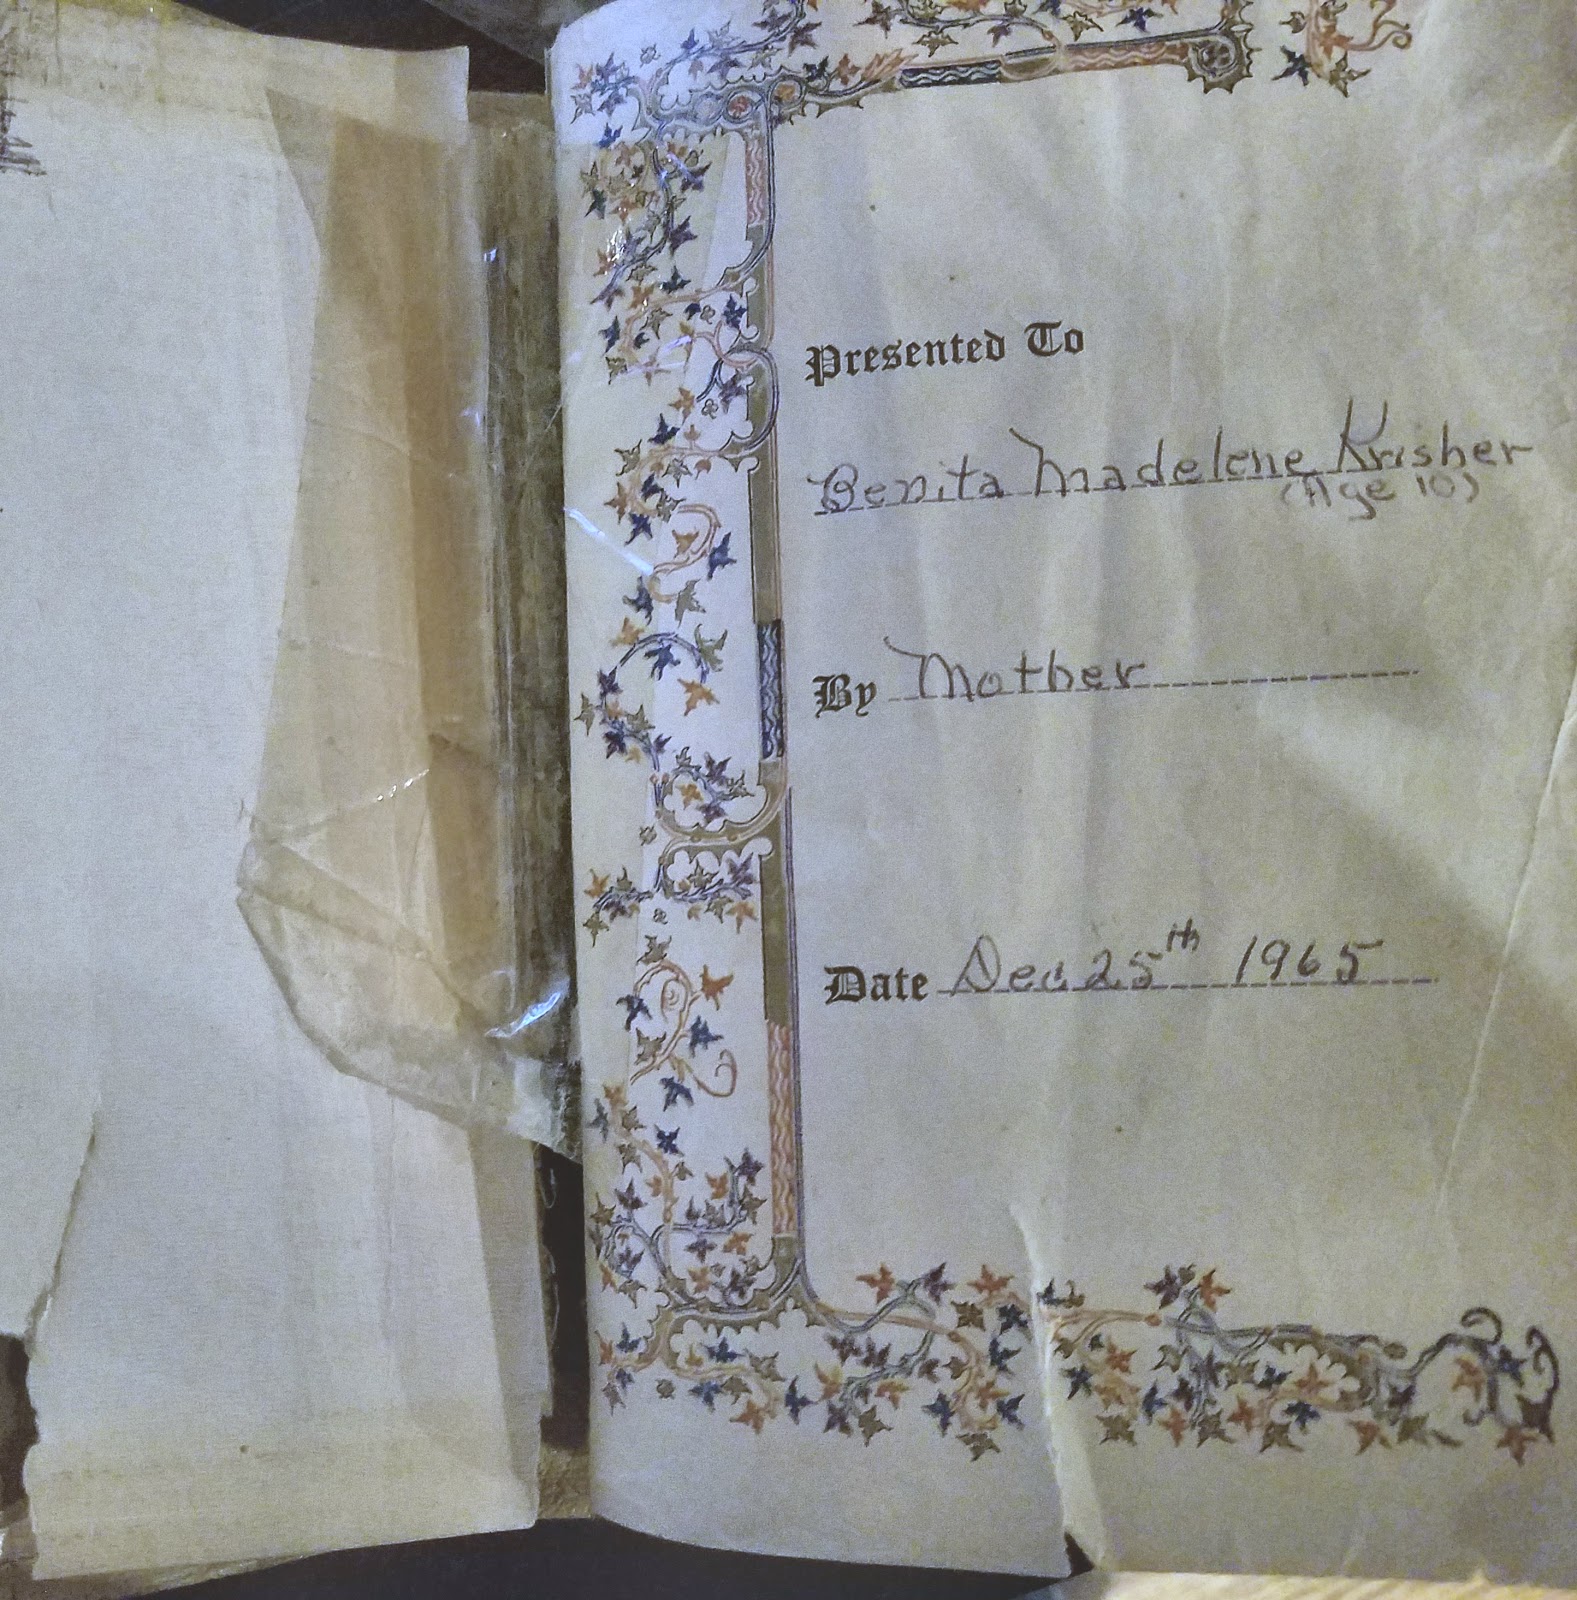 Presented To
Benita Madelene Krisher
(Age 10)
By Mother
Date Dec 25th 1965